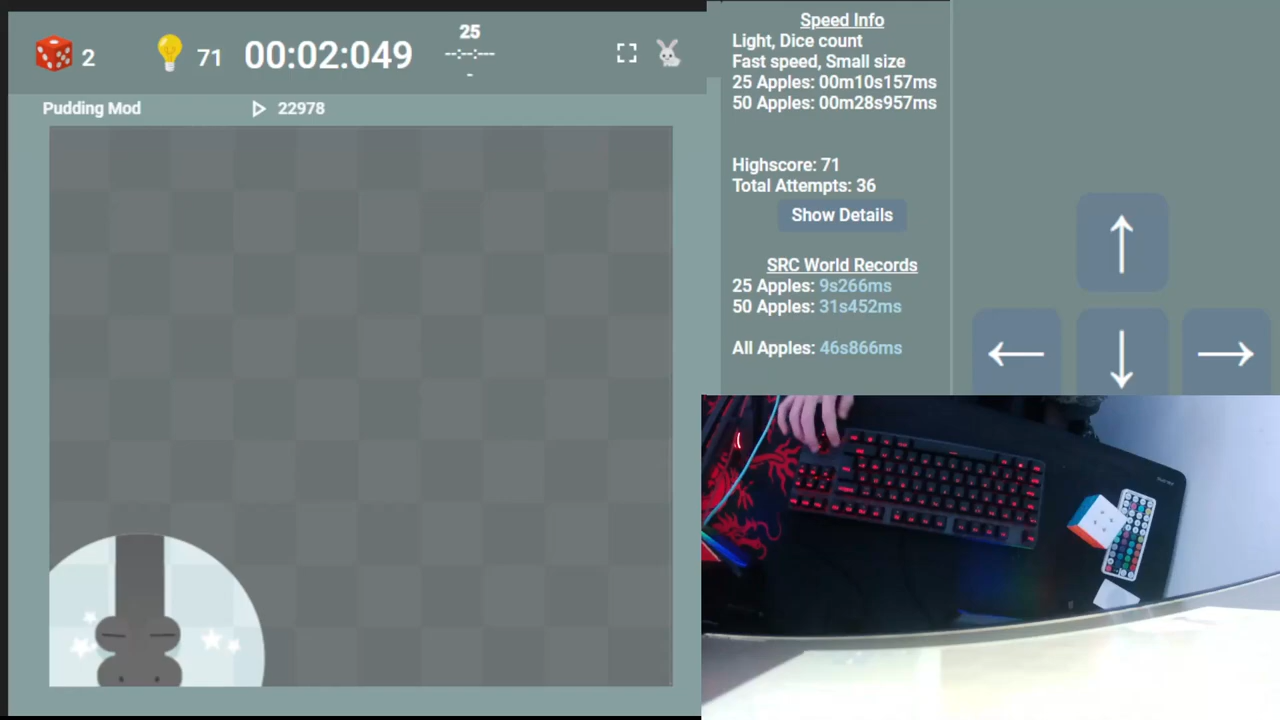 2
71
00:02:049
25
--:--:---
-
Pudding Mod
22978
Speed Info
Light, Dice count
Fast speed, Small size
25 Apples: 00m10s157ms
50 Apples: 00m28s957ms
Highscore: 71
Total Attempts: 36
Show Details
SRC World Records
25 Apples: 9s266ms
50 Apples: 31s452ms
All Apples: 46s866ms